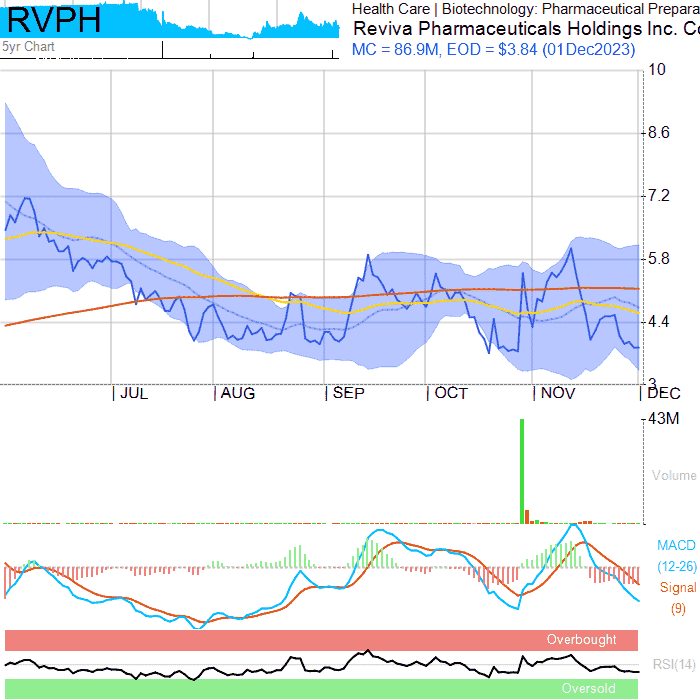 RVPH
5yr Chart
Health Care | Biotechnology: Pharmaceutical Prepara
Reviva Pharmaceuticals Holdings Inc. Co
MC = 86.9M, EOD = $3.84 (01Dec2023)
10
8.6
7.2
5.8
4.4
3
JUL
AUG
SEP
OCT
NOV
DEC
43M
Volume
MACD
(12-26)
Signal
(9)
Overbought
RSI(14)
Oversold